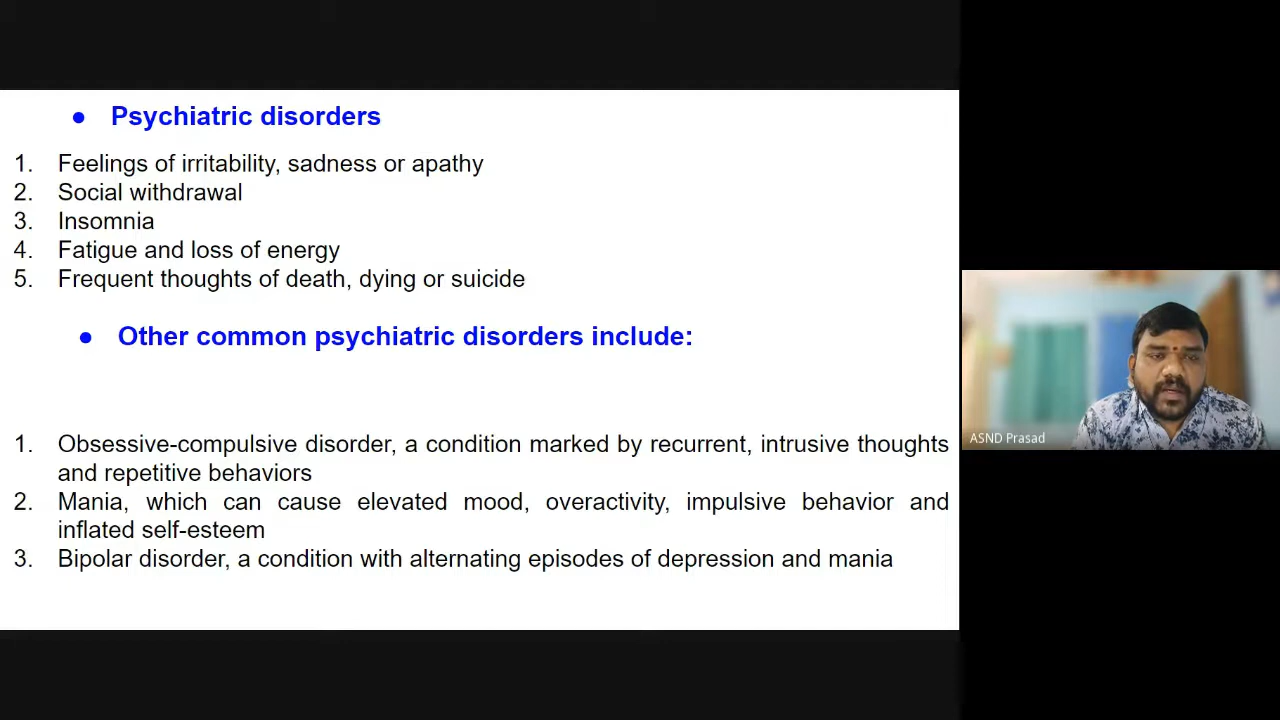 ● Psychiatric disorders
1. Feelings of irritability, sadness or apathy
2. Social withdrawal
3. Insomnia
4. Fatigue and loss of energy
5. Frequent thoughts of death, dying or suicide
● Other common psychiatric disorders include:
1. Obsessive-compulsive disorder, a condition marked by recurrent, intrusive thoughts
and repetitive behaviors
2. Mania, which can cause elevated mood, overactivity, impulsive behavior and
inflated self-esteem
3. Bipolar disorder, a condition with alternating episodes of depression and mania
ASND Prasad